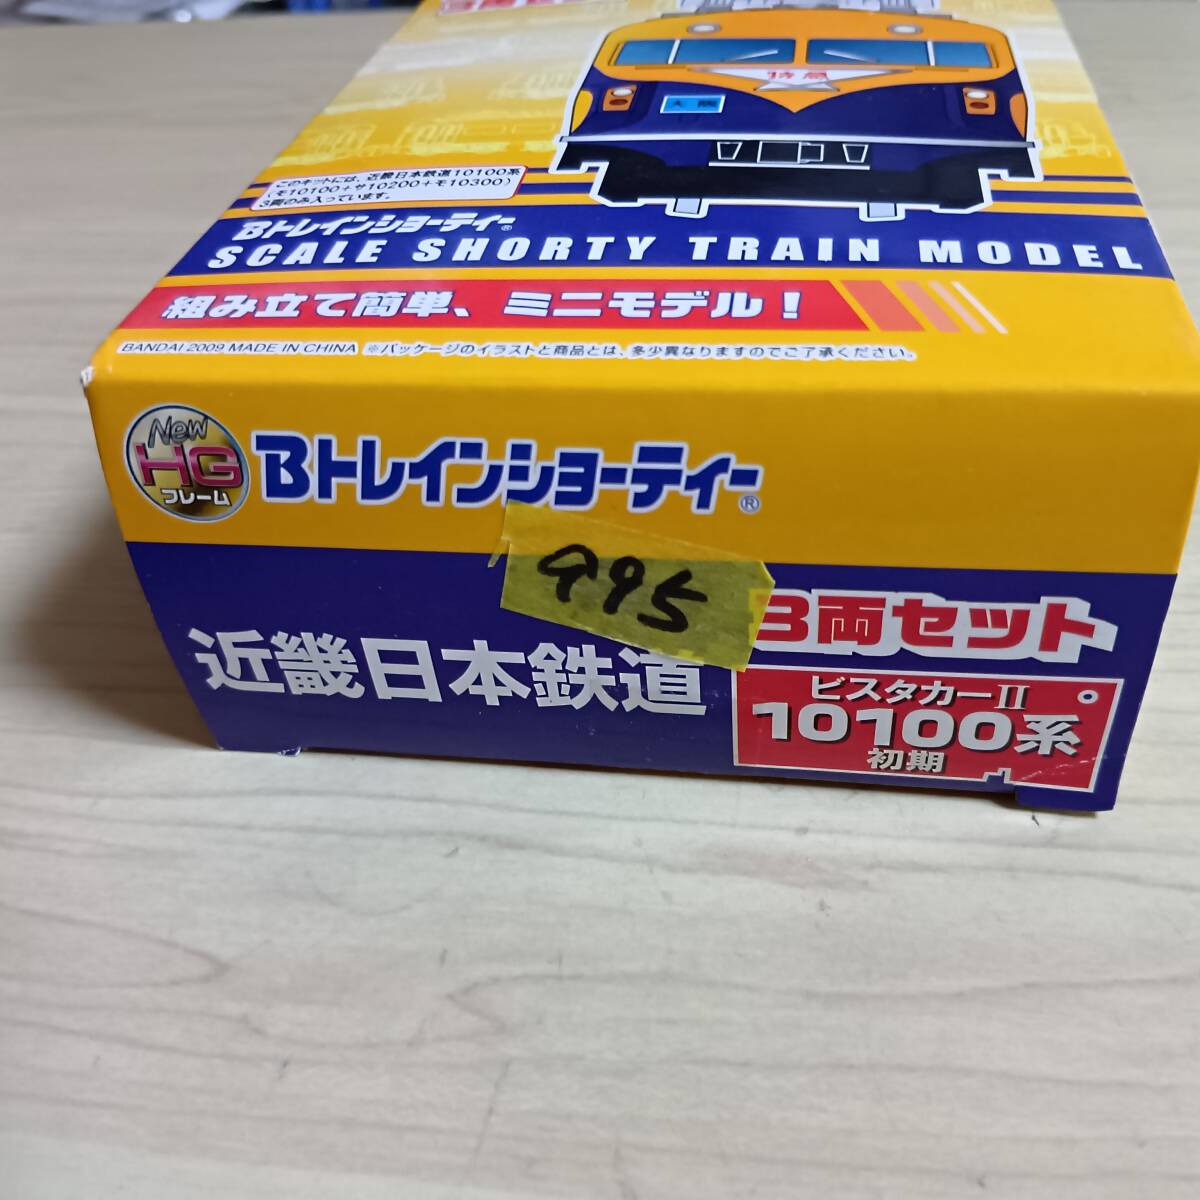 特急
大阪
このキットには、近畿日本鉄道10100系
(モ10100+サ10200+モ10300)
3両のみ入っています。
Bトレインショーティー®
SCALE SHORTY TRAIN MODEL
組み立て簡単、ミニモデル!
BANDAI 2009 MADE IN CHINA ※パッケージのイラストと商品とは、多少異なりますのでご了承ください。
New
HG
フレーム
Bトレインショーティー®
995
近畿日本鉄道
3両セット
ビスタカーII
10100系
初期